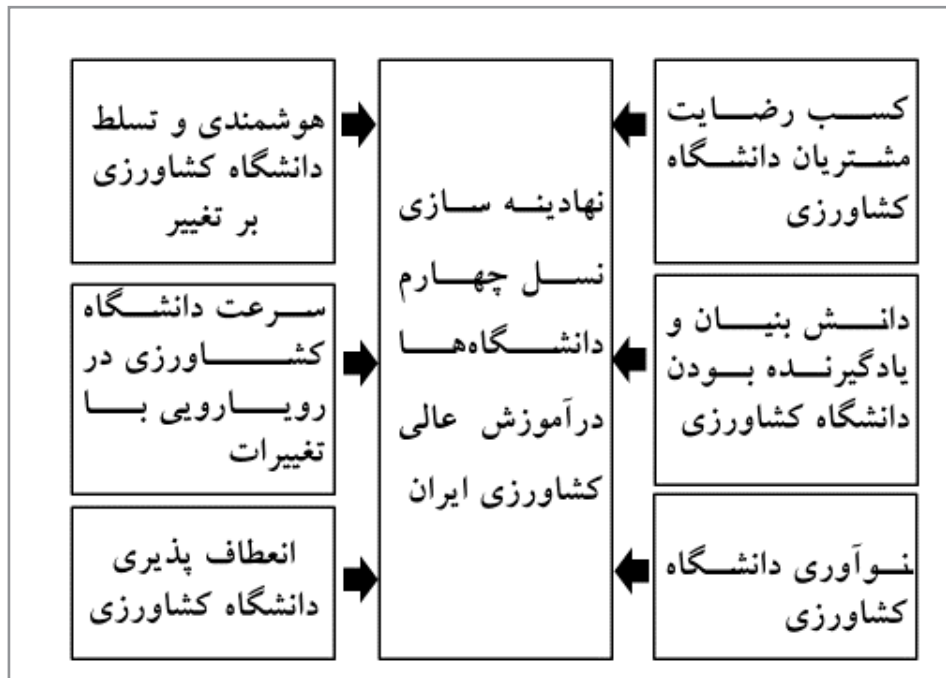 کسب رضایت
مشتریان دانشگاه
کشاورزی
دانش بنیان و
یادگیرنده بودن
دانشگاه کشاورزی
نوآوری دانشگاه
کشاورزی
نهادینه سازی
نسل چهارم
دانشگاه‌ها
درآموزش عالی
کشاورزی ایران
هوشمندی و تسلط
دانشگاه کشاورزی
بر تغییر
سرعت دانشگاه
کشاورزی در
رویارویی با
تغییرات
انعطاف پذیری
دانشگاه کشاورزی